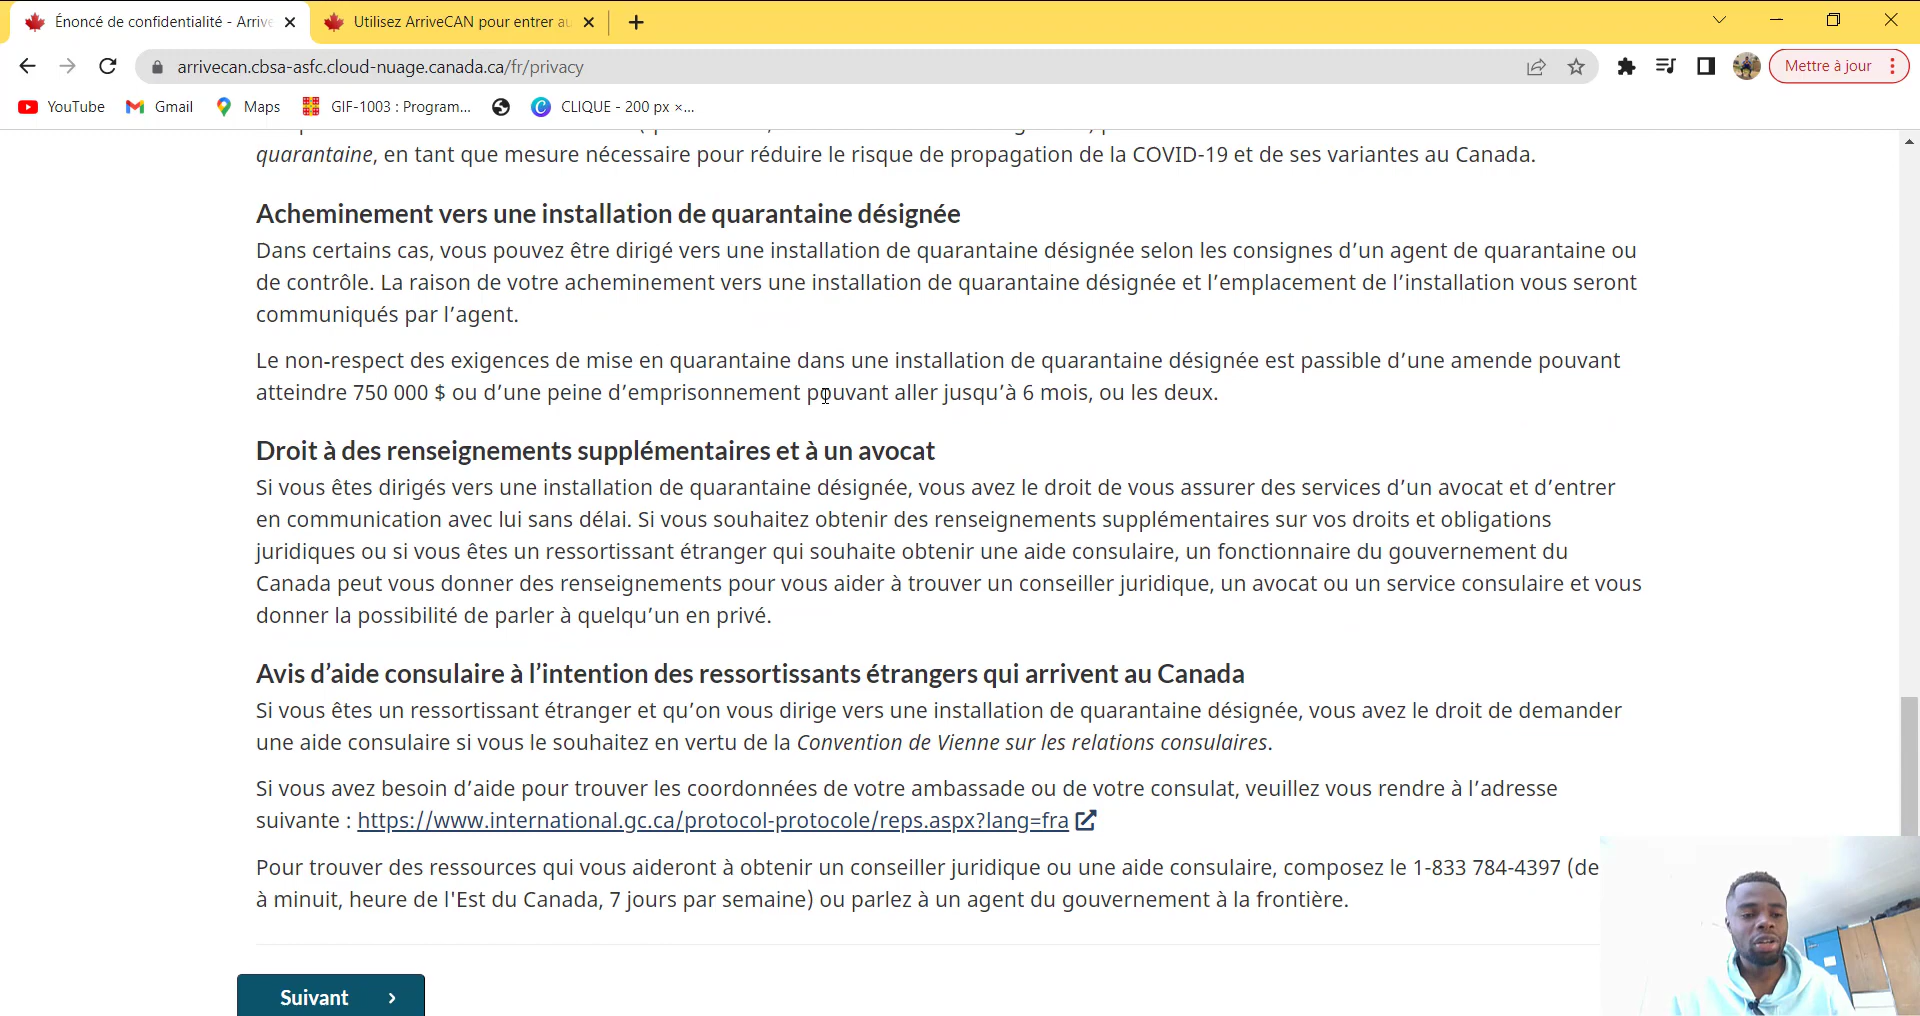 Énoncé de confidentialité - Arrive
Utilisez ArriveCAN pour entrer au
arrivecan.cbsa-asfc.cloud-nuage.canada.ca/fr/privacy
Mettre à jour
YouTube
Gmail
Maps
GIF-1003 : Program...
CLIQUE - 200 px ×...
quarantaine, en tant que mesure nécessaire pour réduire le risque de propagation de la COVID-19 et de ses variantes au Canada.
Acheminement vers une installation de quarantaine désignée
Dans certains cas, vous pouvez être dirigé vers une installation de quarantaine désignée selon les consignes d’un agent de quarantaine ou
de contrôle. La raison de votre acheminement vers une installation de quarantaine désignée et l’emplacement de l’installation vous seront
communiqués par l’agent.
Le non-respect des exigences de mise en quarantaine dans une installation de quarantaine désignée est passible d’une amende pouvant
atteindre 750 000 $ ou d’une peine d’emprisonnement pouvant aller jusqu’à 6 mois, ou les deux.
Droit à des renseignements supplémentaires et à un avocat
Si vous êtes dirigés vers une installation de quarantaine désignée, vous avez le droit de vous assurer des services d’un avocat et d’entrer
en communication avec lui sans délai. Si vous souhaitez obtenir des renseignements supplémentaires sur vos droits et obligations
juridiques ou si vous êtes un ressortissant étranger qui souhaite obtenir une aide consulaire, un fonctionnaire du gouvernement du
Canada peut vous donner des renseignements pour vous aider à trouver un conseiller juridique, un avocat ou un service consulaire et vous
donner la possibilité de parler à quelqu’un en privé.
Avis d’aide consulaire à l’intention des ressortissants étrangers qui arrivent au Canada
Si vous êtes un ressortissant étranger et qu’on vous dirige vers une installation de quarantaine désignée, vous avez le droit de demander
une aide consulaire si vous le souhaitez en vertu de la Convention de Vienne sur les relations consulaires.
Si vous avez besoin d’aide pour trouver les coordonnées de votre ambassade ou de votre consulat, veuillez vous rendre à l’adresse
suivante : https://www.international.gc.ca/protocol-protocole/reps.aspx?lang=fra
Pour trouver des ressources qui vous aideront à obtenir un conseiller juridique ou une aide consulaire, composez le 1-833 784-4397 (de
à minuit, heure de l'Est du Canada, 7 jours par semaine) ou parlez à un agent du gouvernement à la frontière.
Suivant